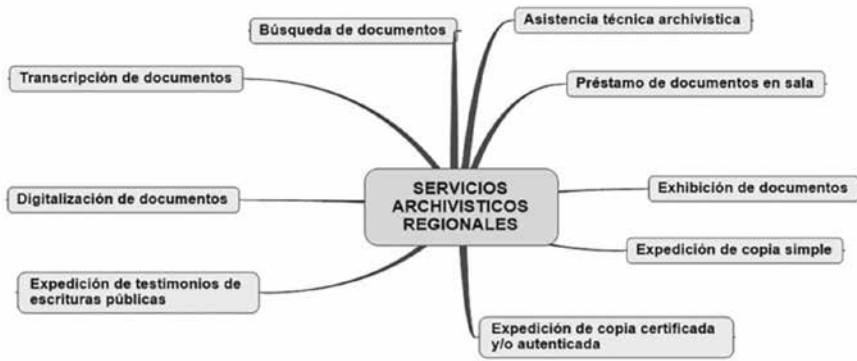 Búsqueda de documentos
Asistencia técnica archivistica
Transcripción de documentos
Préstamo de documentos en sala
SERVICIOS
ARCHIVISTICOS
REGIONALES
Digitalización de documentos
Exhibición de documentos
Expedición de copia simple
Expedición de testimonios de
escrituras públicas
Expedición de copia certificada
y/o autenticada